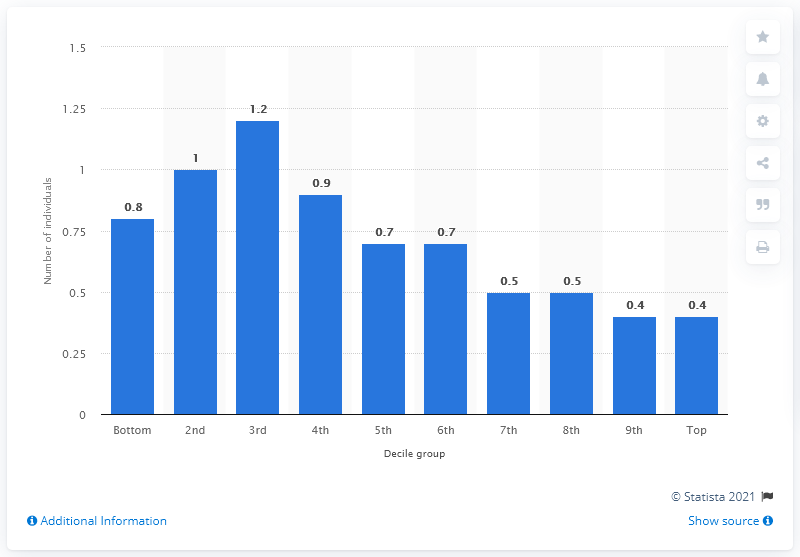 1.5
1.25
1
0.75
0.5
0.25
0
Number of individuals
0.8
1
1.2
0.9
0.7
0.7
0.5
0.5
0.4
0.4
Bottom 2nd 3rd 4th 5th 6th 7th 8th 9th Top
Decile group
© Statista 2021
Additional Information
Show source